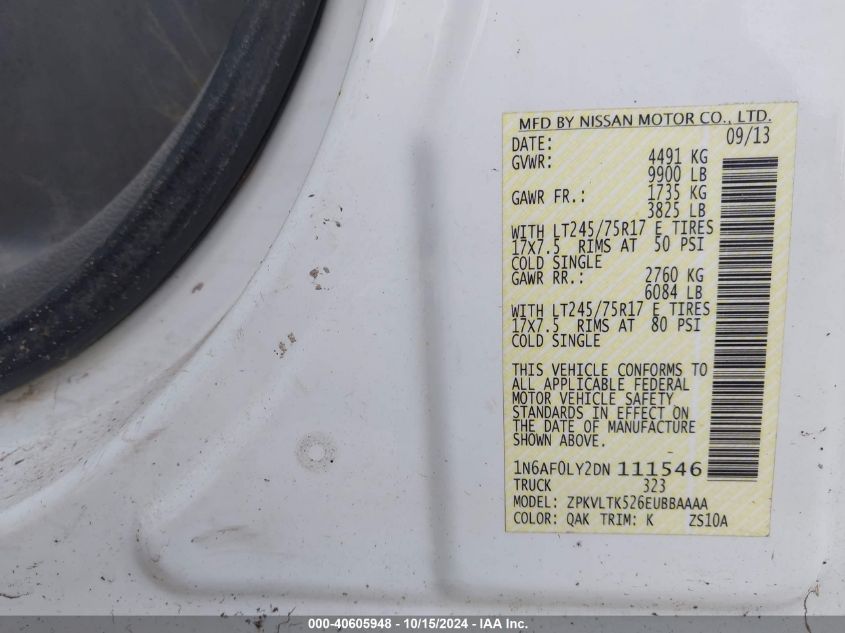 MFD BY NISSAN MOTOR CO., LTD.
DATE: 09/13
GVWR: 4491 KG
9900 LB
GAWR FR.: 1735 KG
3825 LB
WITH LT245/75R17 E TIRES
17X7.5 RIMS AT 50 PSI
COLD SINGLE
GAWR RR.: 2760 KG
6084 LB
WITH LT245/75R17 E TIRES
17X7.5 RIMS AT 80 PSI
COLD SINGLE
THIS VEHICLE CONFORMS TO
ALL APPLICABLE FEDERAL
MOTOR VEHICLE SAFETY
STANDARDS IN EFFECT ON
THE DATE OF MANUFACTURE
SHOWN ABOVE.
1N6AF0LY2DN 111546
TRUCK 323
MODEL: ZPKVLTK526EUBBAAAA
COLOR: QAK TRIM: K ZS10A
000-40605948 - 10/15/2024 - IAA Inc.